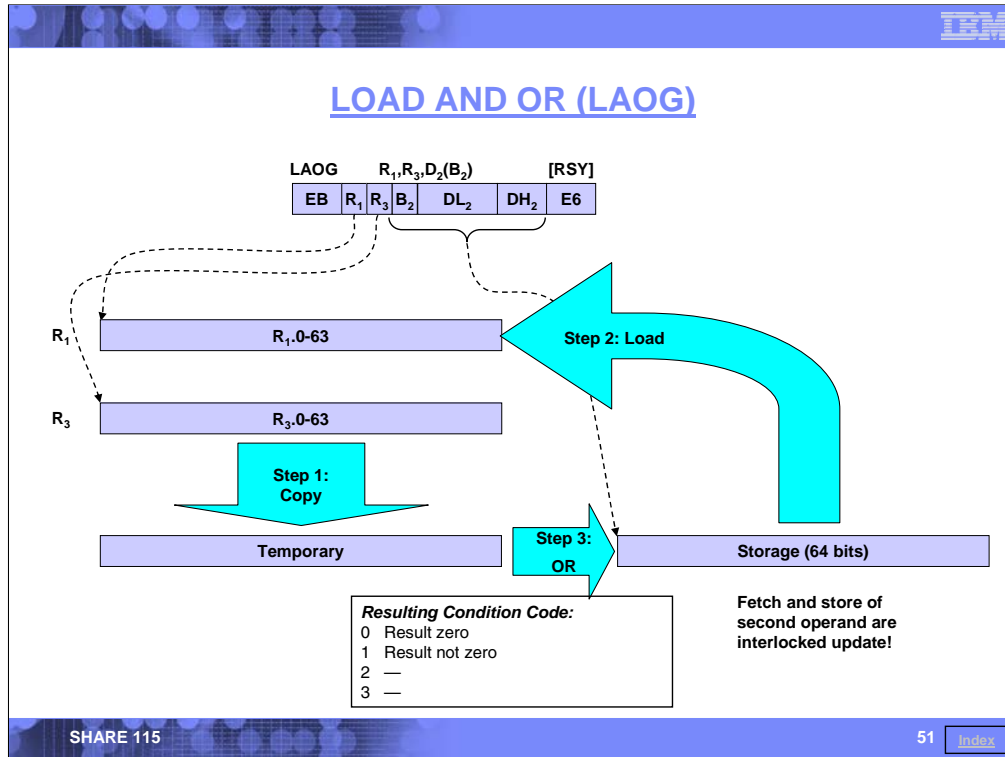 IBM
LOAD AND OR (LAOG)
LAOG R₁,R₃,D₂(B₂) [RSY]
EB R₁ R₃ B₂ DL₂ DH₂ E6
R₁ R₁.0-63
Step 2: Load
R₃ R₃.0-63
Step 1:
Copy
Temporary
Step 3:
OR
Storage (64 bits)
Resulting Condition Code:
0 Result zero
1 Result not zero
2 —
3 —
Fetch and store of
second operand are
interlocked update!
SHARE 115 51 Index